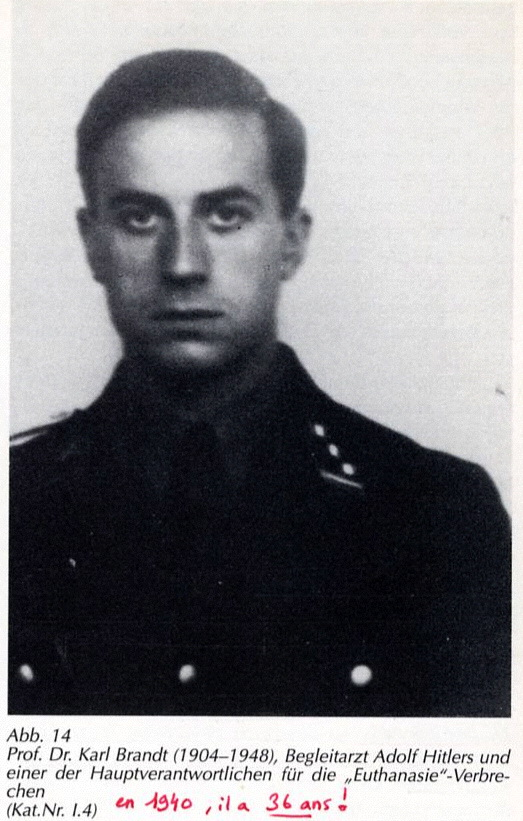 Abb. 14
Prof. Dr. Karl Brandt (1904–1948), Begleitarzt Adolf Hitlers und
einer der Hauptverantwortlichen für die „Euthanasie“-Verbre-
chen
(Kat.Nr. I.4) en 1940, il a 36 ans!